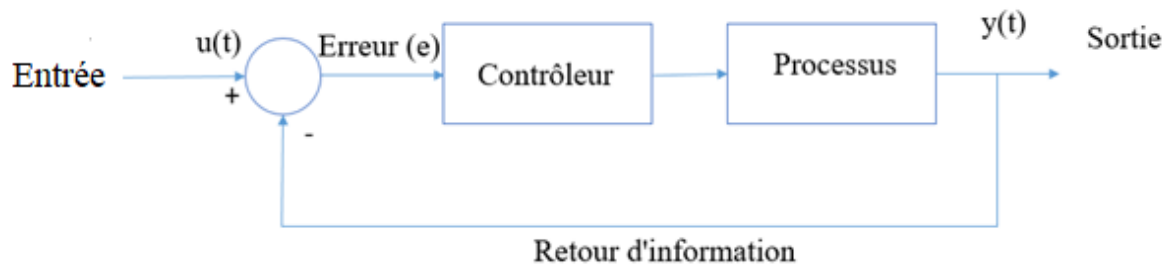 Entrée
u(t)
+
-
Erreur (e)
Contrôleur
Processus
y(t)
Sortie
Retour d'information